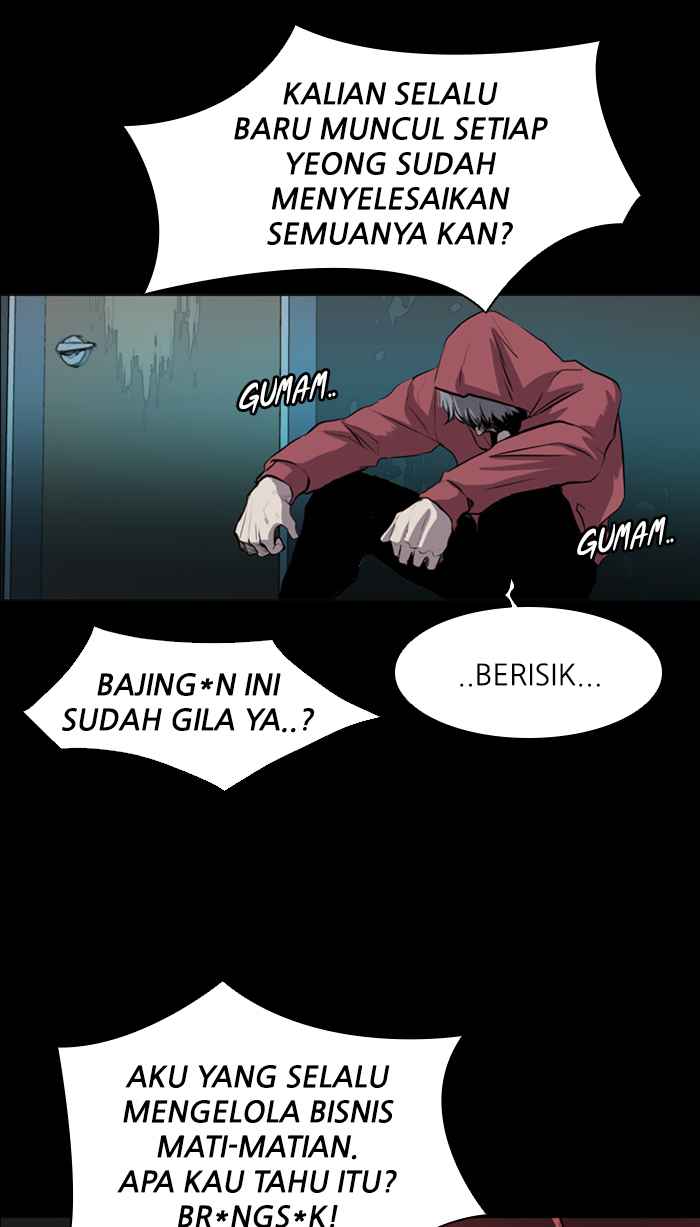 KALIAN SELALU
BARU MUNCUL SETIAP
YEONG SUDAH
MENYELESAIKAN
SEMUANYA KAN?
GUMAM..
GUMAM..
BAJING*N INI
SUDAH GILA YA..?
..BERISIK...
AKU YANG SELALU
MENGELOLA BISNIS
MATI-MATIAN.
APA KAU TAHU ITU?
BR*NGS*K!